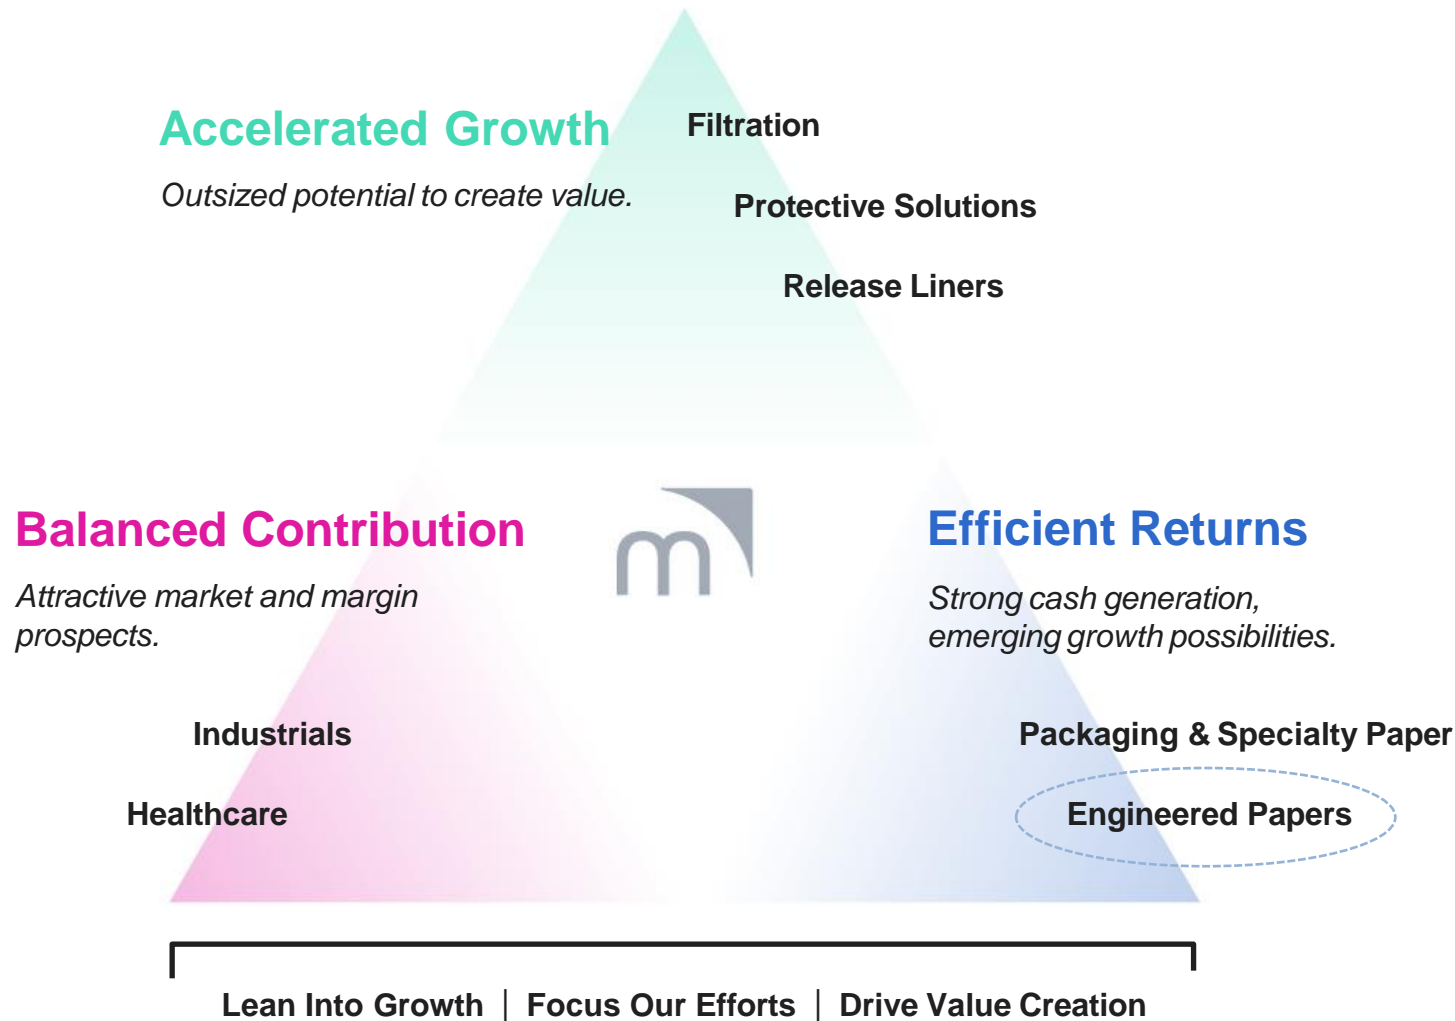 Accelerated Growth
Outsized potential to create value.
Filtration
Protective Solutions
Release Liners
Balanced Contribution
Attractive market and margin
prospects.
Industrials
Healthcare
m
Efficient Returns
Strong cash generation,
emerging growth possibilities.
Packaging & Specialty Paper
Engineered Papers
Lean Into Growth | Focus Our Efforts | Drive Value Creation